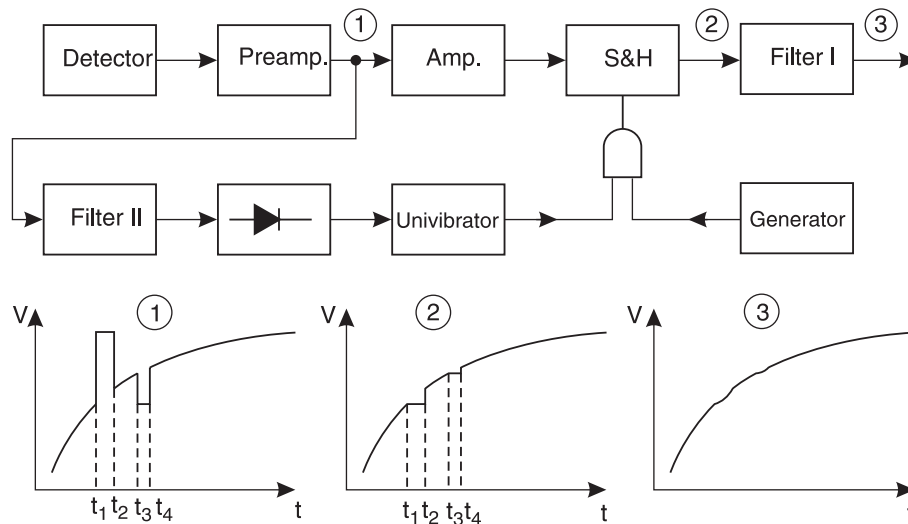 1 2 3
Detector Preamp. Amp. S&H Filter I
Filter II Univibrator Generator
V 1 V 2 V 3
t1 t2 t3 t4 t t1 t2 t3 t4 t t